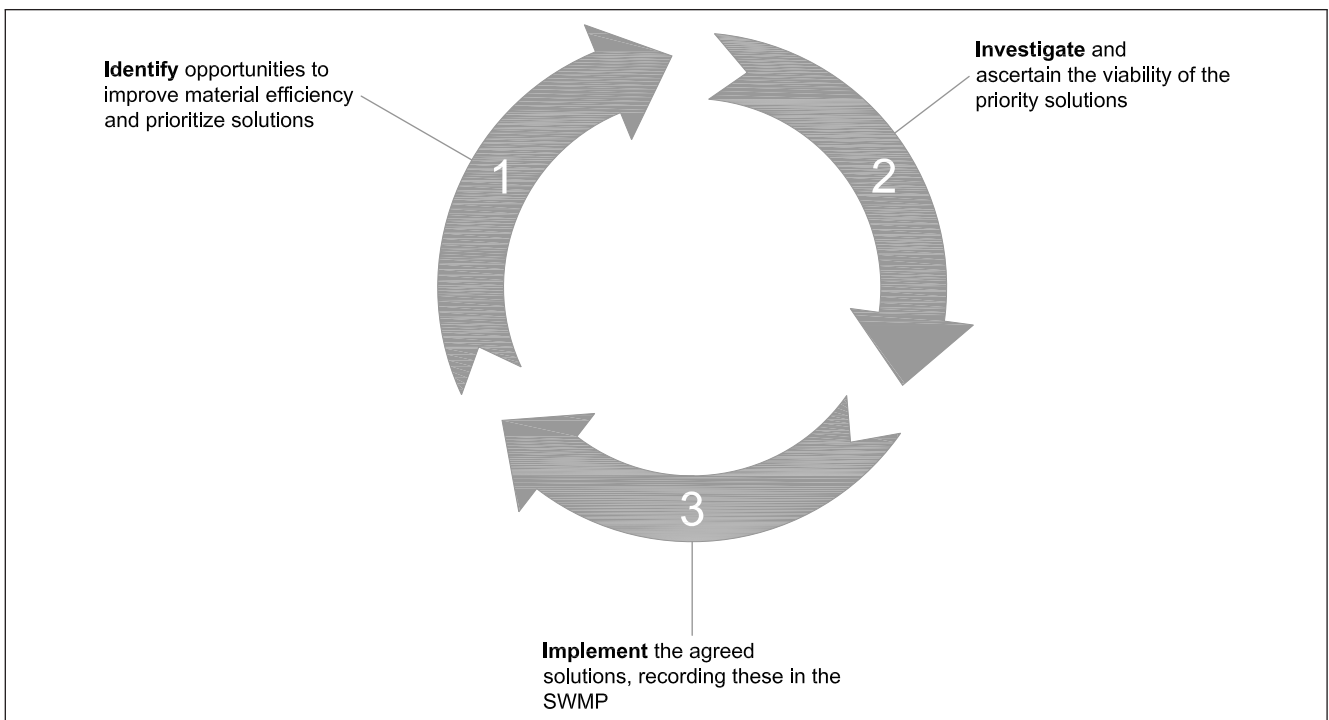 Identify opportunities to
improve material efficiency
and prioritize solutions
1
Investigate and
ascertain the viability of the
priority solutions
2
3
Implement the agreed
solutions, recording these in the
SWMP